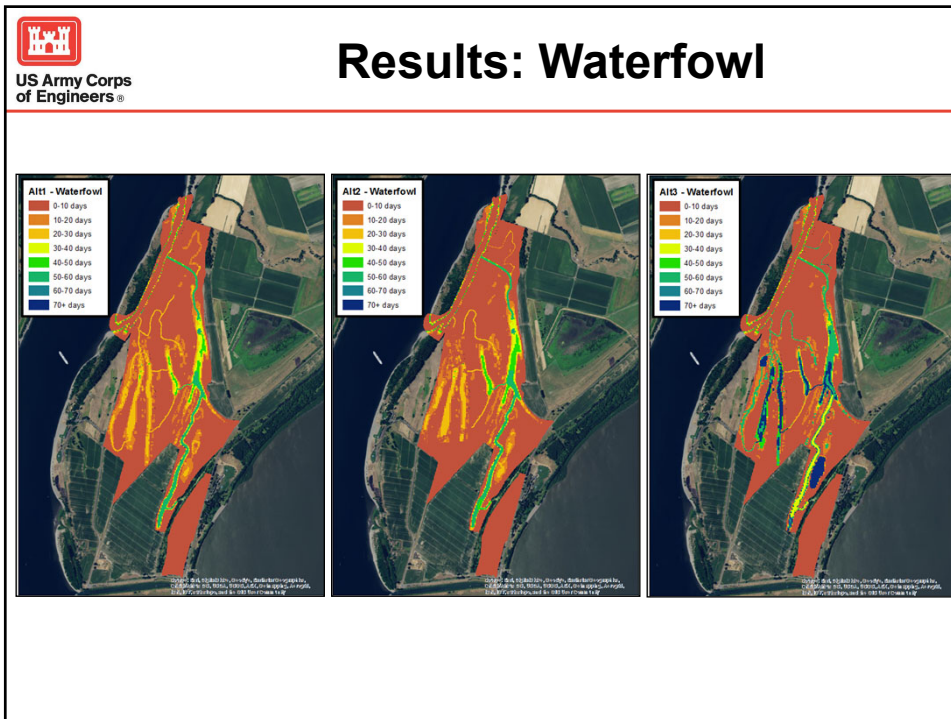 US Army Corps
of Engineers ®
Results: Waterfowl
Alt1 - Waterfowl
0-10 days
10-20 days
20-30 days
30-40 days
40-50 days
50-60 days
60-70 days
70+ days
Alt2 - Waterfowl
0-10 days
10-20 days
20-30 days
30-40 days
40-50 days
50-60 days
60-70 days
70+ days
Alt3 - Waterfowl
0-10 days
10-20 days
20-30 days
30-40 days
40-50 days
50-60 days
60-70 days
70+ days